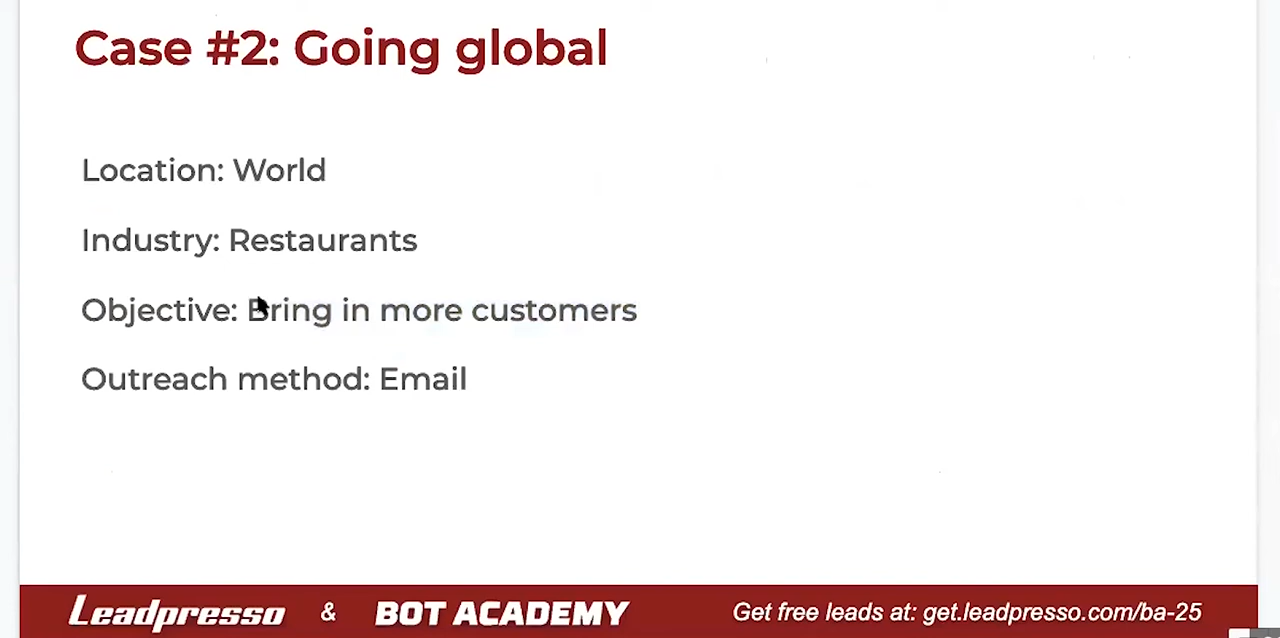 Case #2: Going global
Location: World
Industry: Restaurants
Objective: Bring in more customers
Outreach method: Email
Leadpresso & BOT ACADEMY Get free leads at: get.leadpresso.com/ba-25